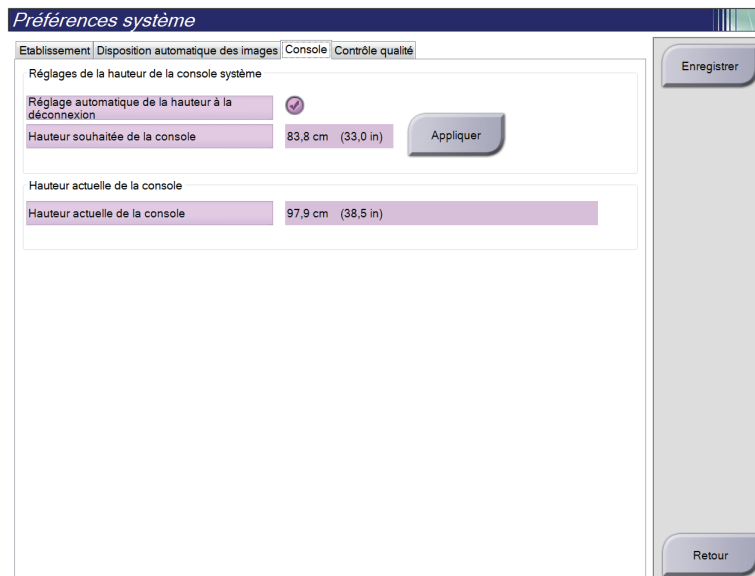 Préférences système
Etablissement Disposition automatique des images Console Contrôle qualité
Réglages de la hauteur de la console système
Réglage automatique de la hauteur à la
déconnexion
Hauteur souhaitée de la console 83,8 cm (33,0 in) Appliquer
Hauteur actuelle de la console
Hauteur actuelle de la console 97,9 cm (38,5 in)
Enregistrer
Retour